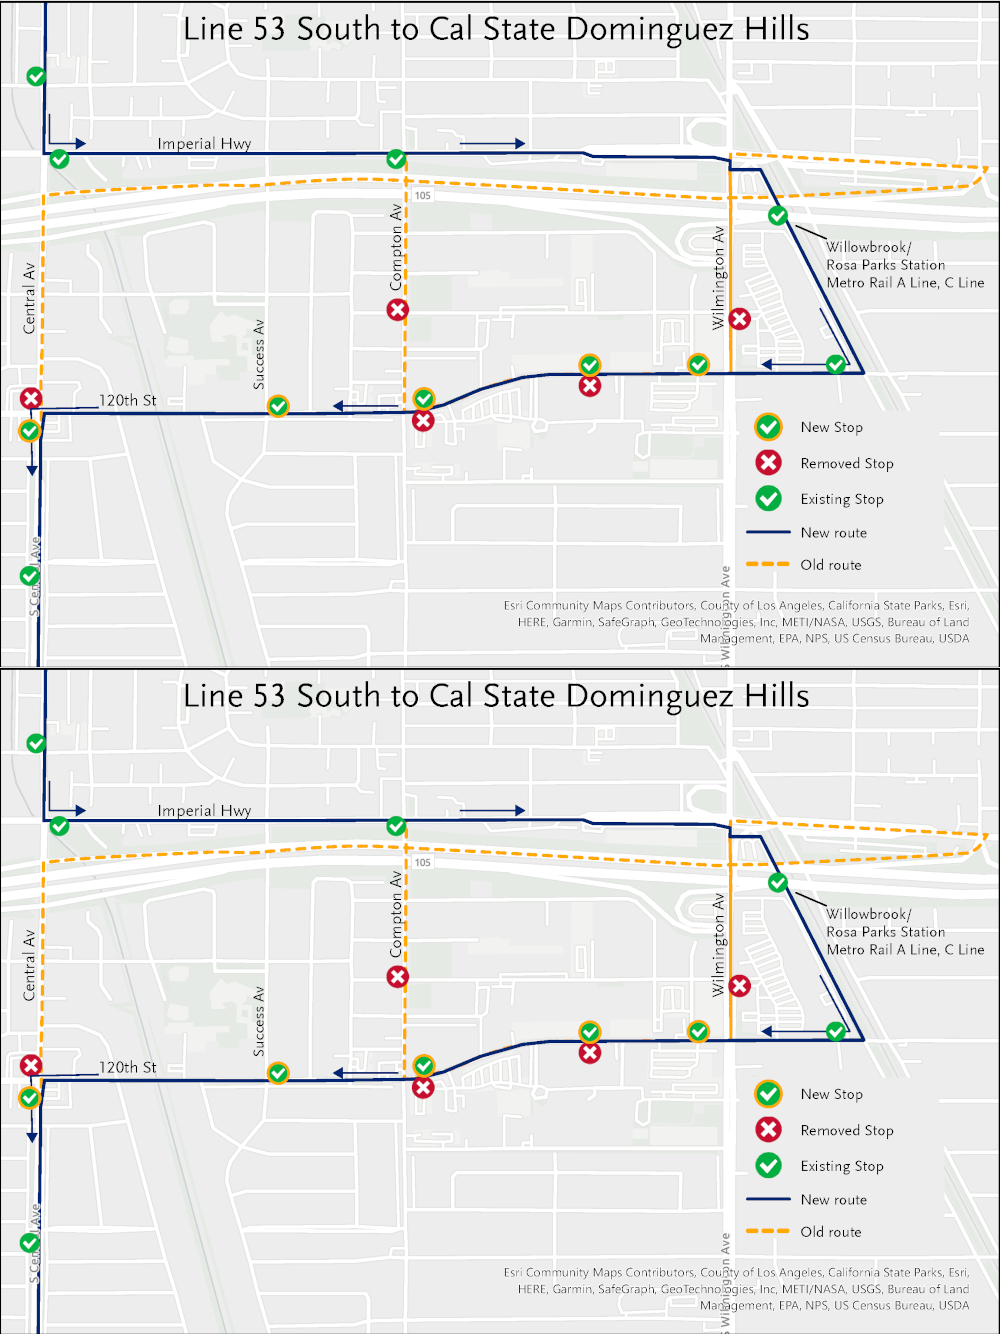 Line 53 South to Cal State Dominguez Hills
Imperial Hwy
105
Compton Av
Wilmington Av
Willowbrook/
Rosa Parks Station
Metro Rail A Line, C Line
Central Av
Success Av
120th St
New Stop
Removed Stop
Existing Stop
New route
Old route
S Central Ave
S Wilmington Ave
Esri Community Maps Contributors, County of Los Angeles, California State Parks, Esri,
HERE, Garmin, SafeGraph, GeoTechnologies, Inc, METI/NASA, USGS, Bureau of Land
Management, EPA, NPS, US Census Bureau, USDA
Line 53 South to Cal State Dominguez Hills
Imperial Hwy
105
Compton Av
Wilmington Av
Willowbrook/
Rosa Parks Station
Metro Rail A Line, C Line
Central Av
Success Av
120th St
New Stop
Removed Stop
Existing Stop
New route
Old route
S Central Ave
S Wilmington Ave
Esri Community Maps Contributors, County of Los Angeles, California State Parks, Esri,
HERE, Garmin, SafeGraph, GeoTechnologies, Inc, METI/NASA, USGS, Bureau of Land
Management, EPA, NPS, US Census Bureau, USDA